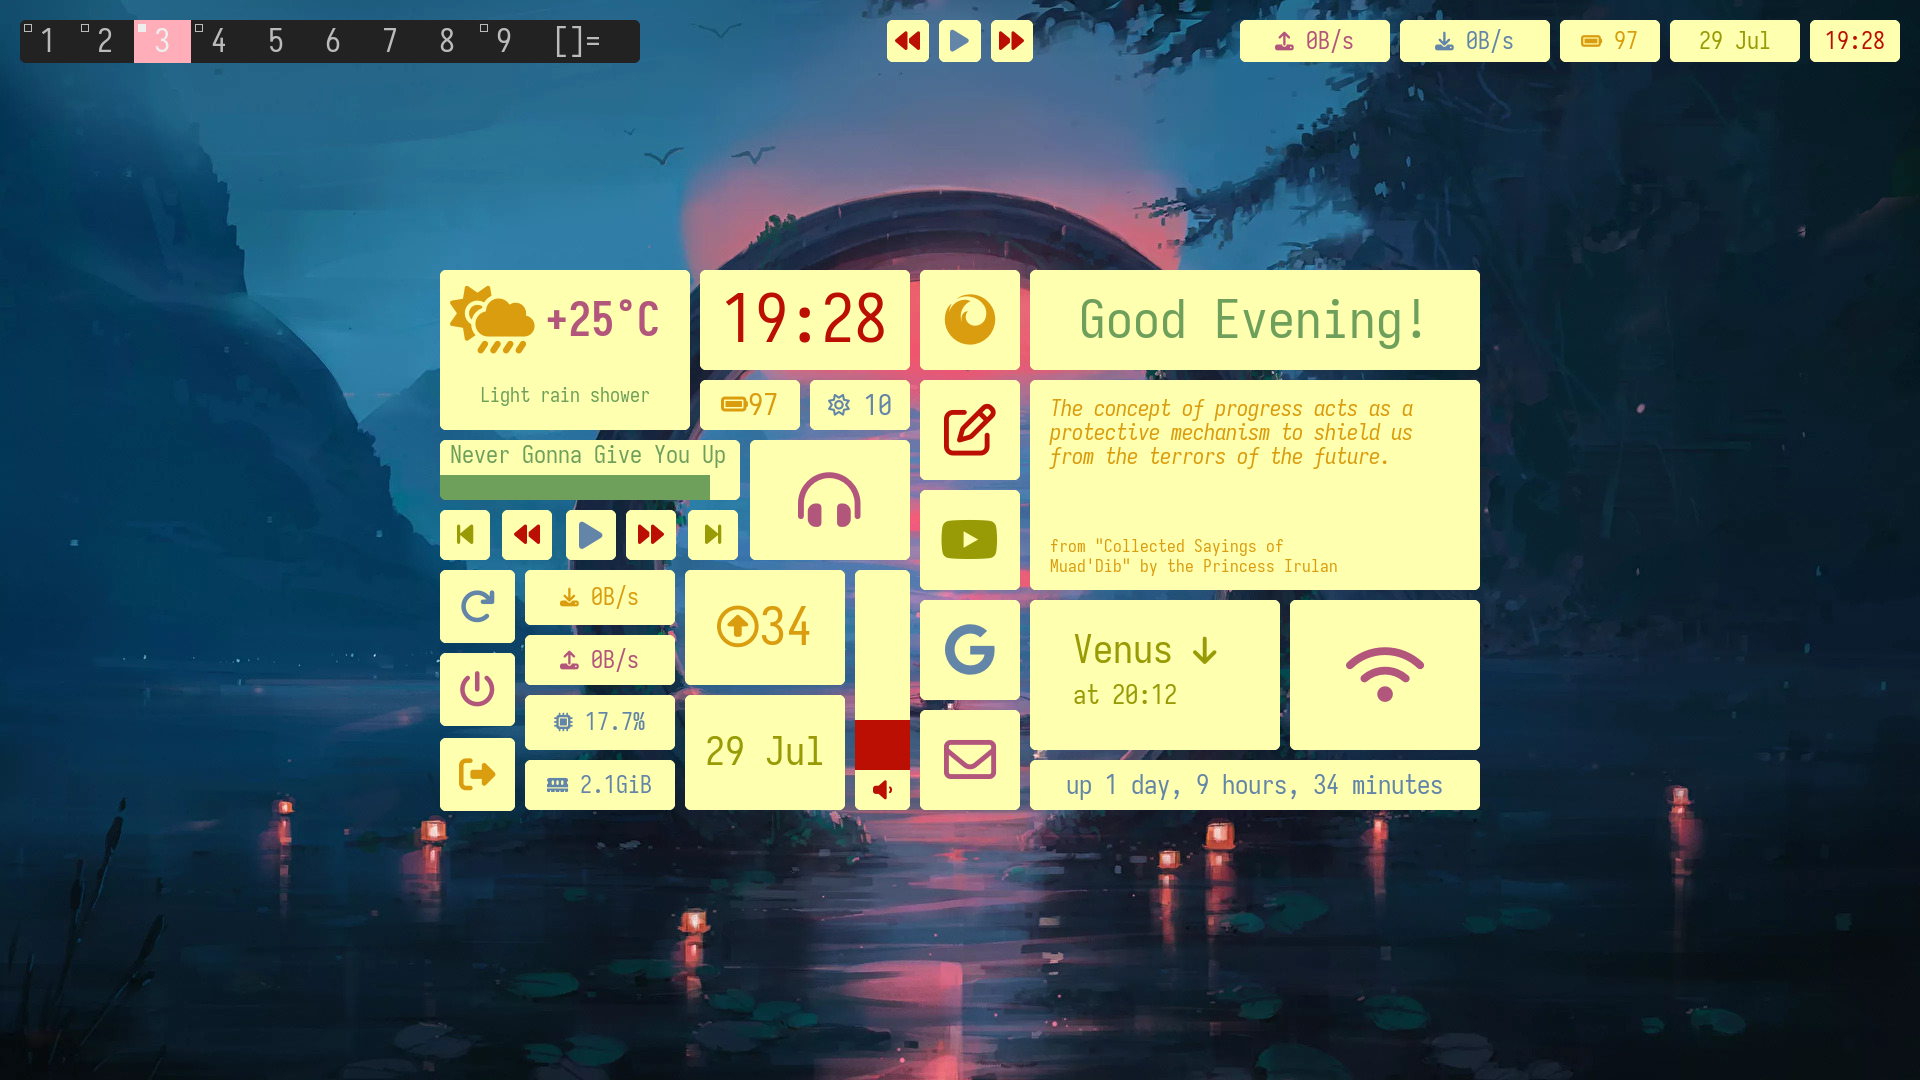 1 2 3 4 5 6 7 8 9 []=
0B/s 0B/s 97 29 Jul 19:28
+25°C
Light rain shower
19:28
97 10
Good Evening!
Never Gonna Give You Up
The concept of progress acts as a
protective mechanism to shield us
from the terrors of the future.
from "Collected Sayings of
Muad'Dib" by the Princess Irulan
0B/s
0B/s
17.7%
2.1GiB
34
29 Jul
G
Venus ↓
at 20:12
up 1 day, 9 hours, 34 minutes